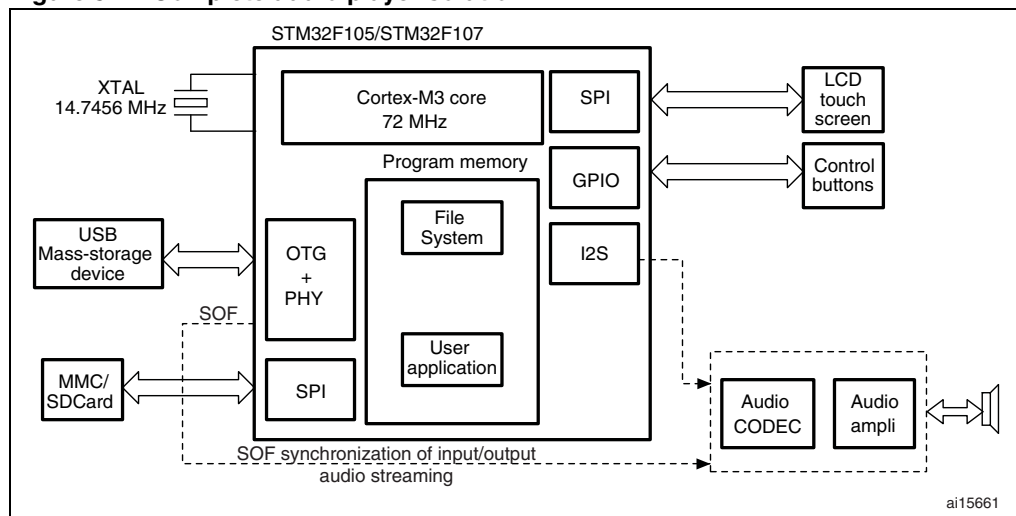 STM32F105/STM32F107
XTAL
14.7456 MHz
Cortex-M3 core
72 MHz
SPI
LCD
touch
screen
Program memory
GPIO
Control
buttons
File
System
I2S
USB
Mass-storage
device
OTG
+
PHY
SOF
User
application
MMC/
SDCard
SPI
Audio
CODEC
Audio
ampli
SOF synchronization of input/output
audio streaming
ai15661